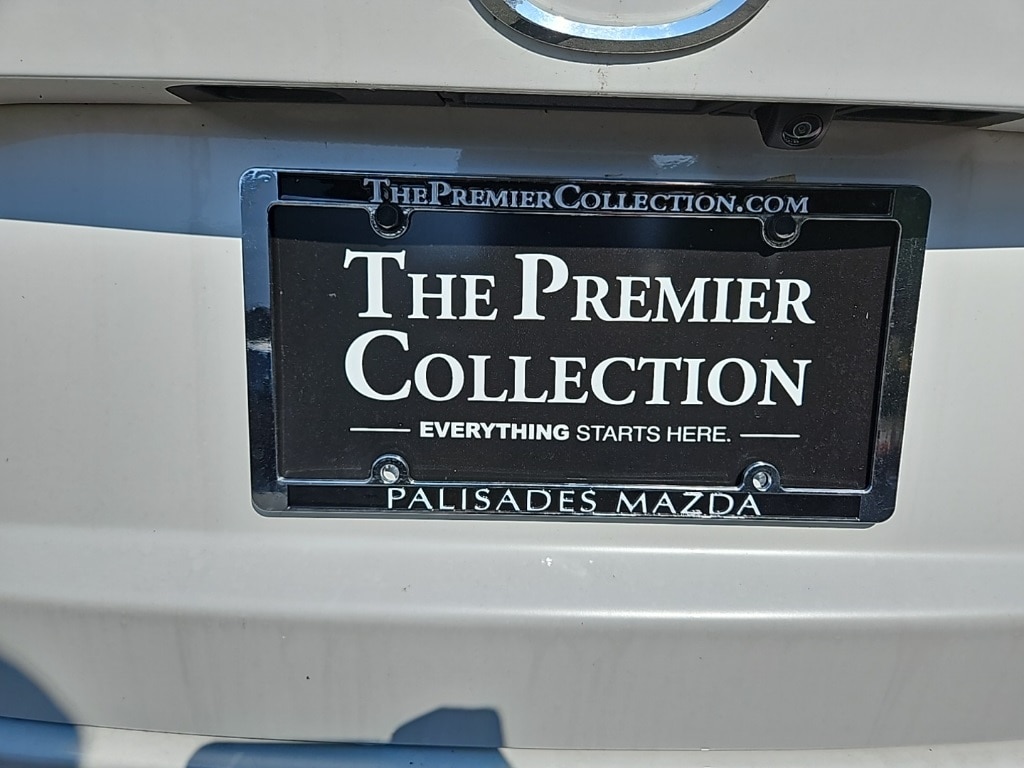 THEPREMIERCOLLECTION.COM
THE PREMIER
COLLECTION
EVERYTHING STARTS HERE.
PALISADES MAZDA